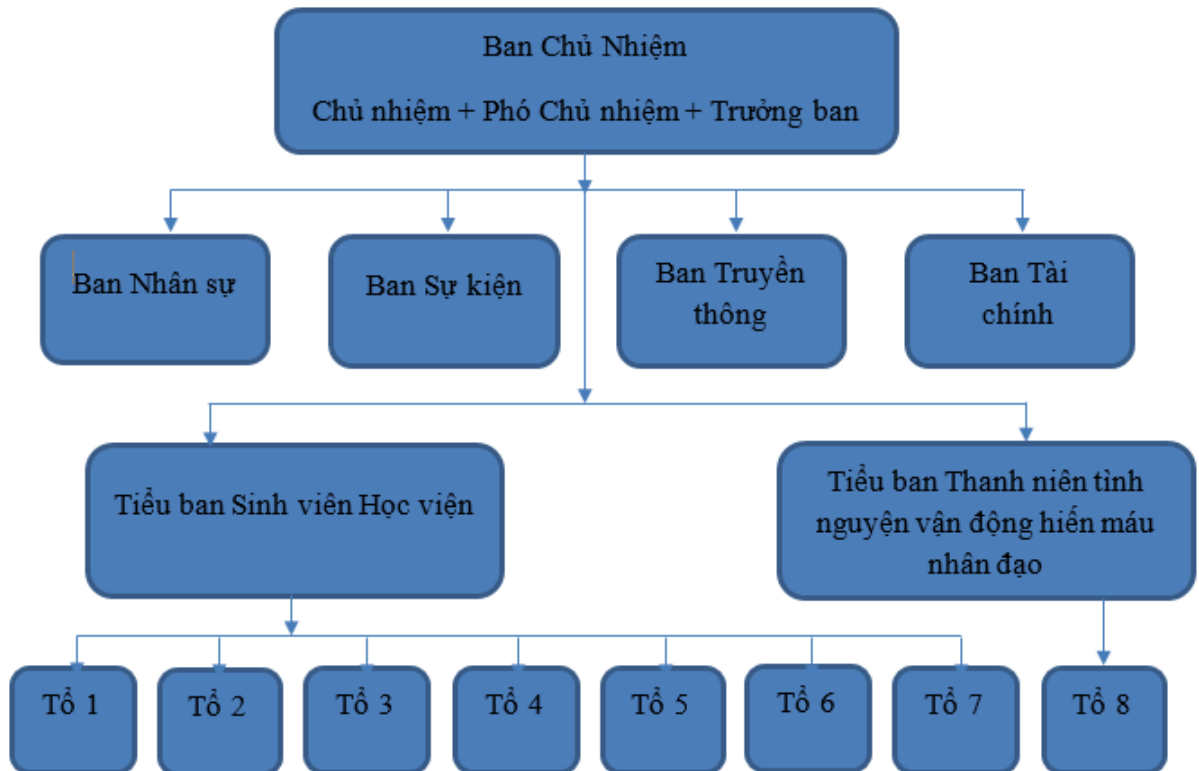 Ban Chủ Nhiệm
Chủ nhiệm + Phó Chủ nhiệm + Trưởng ban
Ban Nhân sự
Ban Sự kiện
Ban Truyền
thông
Ban Tài
chính
Tiểu ban Sinh viên Học viện
Tiểu ban Thanh niên tình
nguyện vận động hiến máu
nhân đạo
Tổ 1
Tổ 2
Tổ 3
Tổ 4
Tổ 5
Tổ 6
Tổ 7
Tổ 8